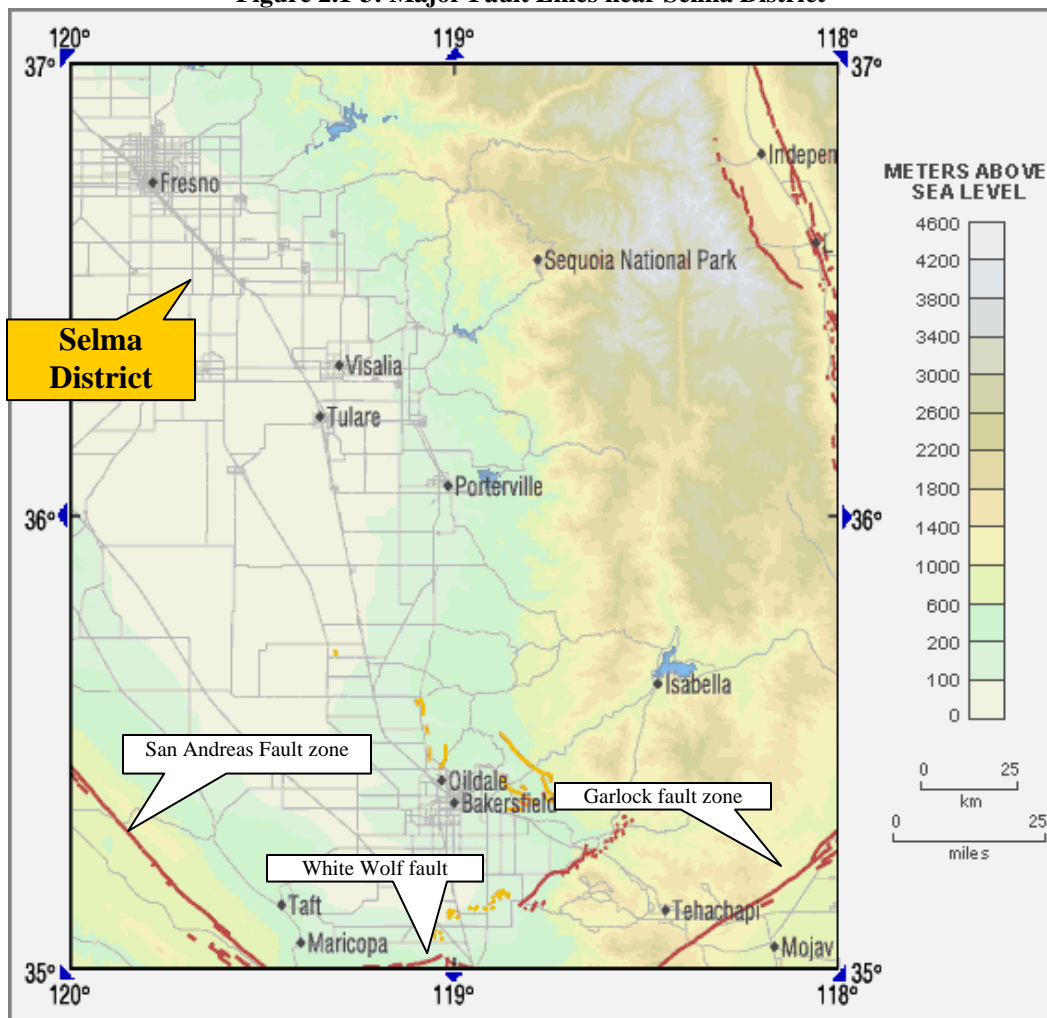 Figure 2.1-3: Major Fault Lines near Selma District
120°
119°
118°
37°
37°
Indepen
METERS ABOVE
SEA LEVEL
Fresno
4600
4200
Sequoia National Park
3800
3400
Selma
District
3000
Visalia
2600
Tulare
2200
1800
Porterville
1400
36°
36°
1000
600
200
100
Isabella
0
San Andreas Fault zone
0 25
km
Oildale
Garlock fault zone
Bakersfield
0 25
miles
White Wolf fault
Taft
Tehachapi
Maricopa
Mojav
35°
35°
120°
119°
118°